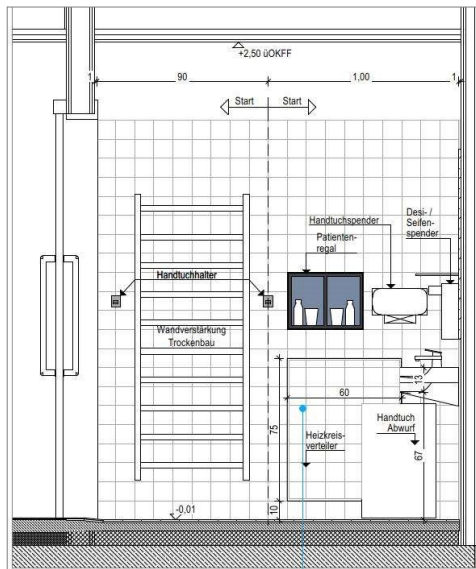 +2,50 üOKFF
1
90
1,00
1
Start
Start
Desi- /
Seifen-
spender
Handtuchspender
Patienten-
regal
Handtuchhalter
Wandverstärkung
Trockenbau
13
60
75
Handtuch
Abwurf
Heizkreis-
verteiler
67
10
-0,01